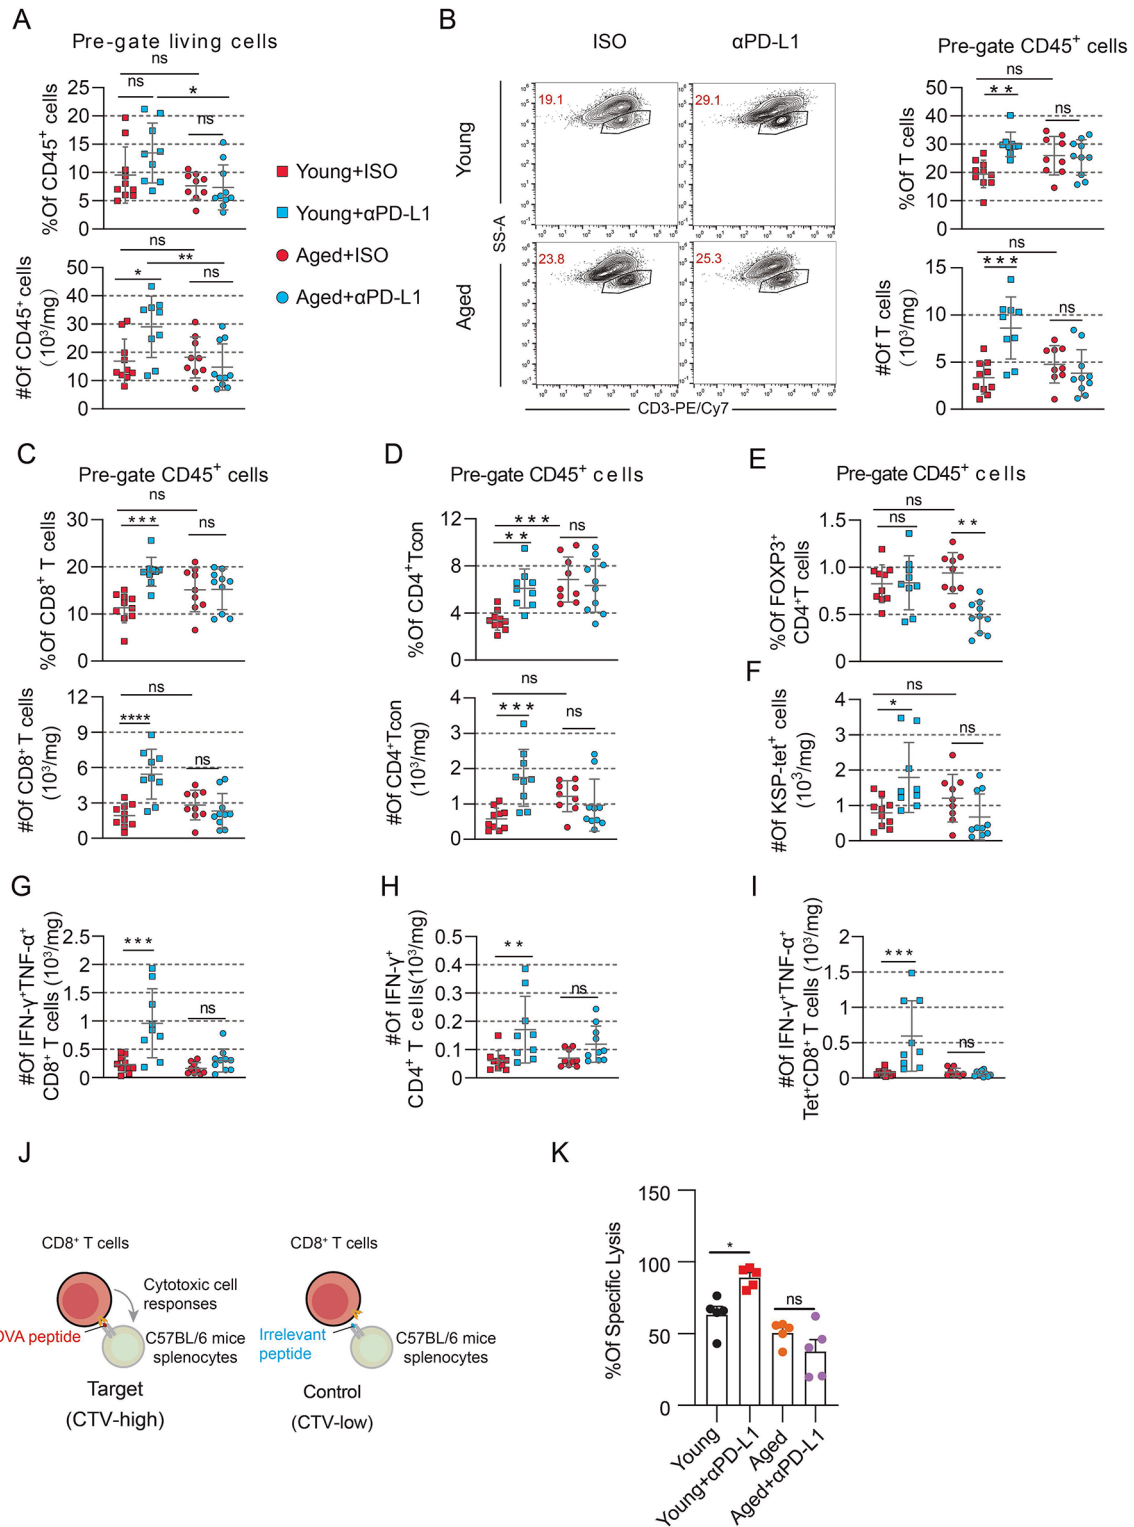 A
Pre-gate living cells
ns
ns
*
ns
%Of CD45⁺ cells
25
20
15
10
5
0
ns
**
*
ns
#Of CD45⁺ cells
(10³/mg)
50
40
30
20
10
0
Young+ISO
Young+αPD-L1
Aged+ISO
Aged+αPD-L1
B
ISO
αPD-L1
Young
Aged
SS-A
19.1
29.1
23.8
25.3
CD3-PE/Cy7
Pre-gate CD45⁺ cells
ns
**
ns
%Of T cells
50
40
30
20
10
0
ns
***
ns
#Of T cells
(10³/mg)
15
10
5
0
C
Pre-gate CD45⁺ cells
ns
***
ns
%Of CD8⁺ T cells
30
20
10
0
ns
****
ns
#Of CD8⁺ T cells
(10³/mg)
12
9
6
3
0
D
Pre-gate CD45⁺ cells
***
ns
**
%Of CD4⁺Tcon
12
8
4
0
ns
***
ns
#Of CD4⁺Tcon
(10³/mg)
4
3
2
1
0
E
Pre-gate CD45⁺ cells
ns
ns
**
%Of FOXP3⁺
CD4⁺T cells
1.5
1.0
0.5
0
F
ns
*
ns
#Of KSP-tet⁺ cells
(10³/mg)
4
3
2
1
0
G
***
ns
#Of IFN-γ⁺TNF-α⁺
CD8⁺ T cells (10³/mg)
2.5
2
1.5
1
0.5
0
H
**
ns
#Of IFN-γ⁺
CD4⁺ T cells(10³/mg)
0.5
0.4
0.3
0.2
0.1
0
I
***
ns
#Of IFN-γ⁺TNF-α⁺
Tet⁺CD8⁺ T cells (10³/mg)
2
1.5
1
0.5
0
J
CD8⁺ T cells
Cytotoxic cell
responses
OVA peptide
C57BL/6 mice
splenocytes
Target
(CTV-high)
CD8⁺ T cells
Irrelevant
peptide
C57BL/6 mice
splenocytes
Control
(CTV-low)
K
%Of Specific Lysis
150
100
50
0
*
ns
Young
Young+αPD-L1
Aged
Aged+αPD-L1